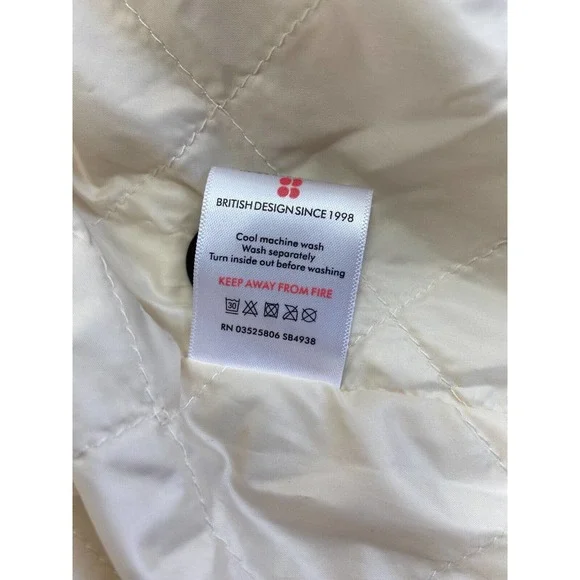 BRITISH DESIGN SINCE 1998
Cool machine wash
Wash separately
Turn inside out before washing
KEEP AWAY FROM FIRE
30
RN 03525806 SB4938